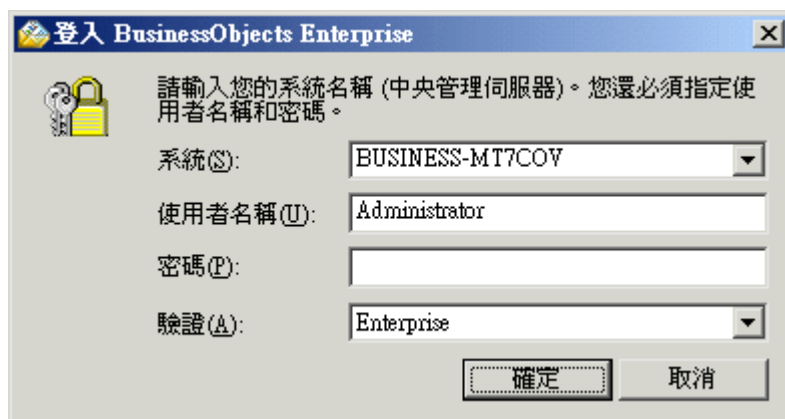 登入 BusinessObjects Enterprise
請輸入您的系統名稱 (中央管理伺服器)。您還必須指定使
用者名稱和密碼。
系統(S): BUSINESS-MT7COV
使用者名稱(U): Administrator
密碼(P):
驗證(A): Enterprise
確定 取消